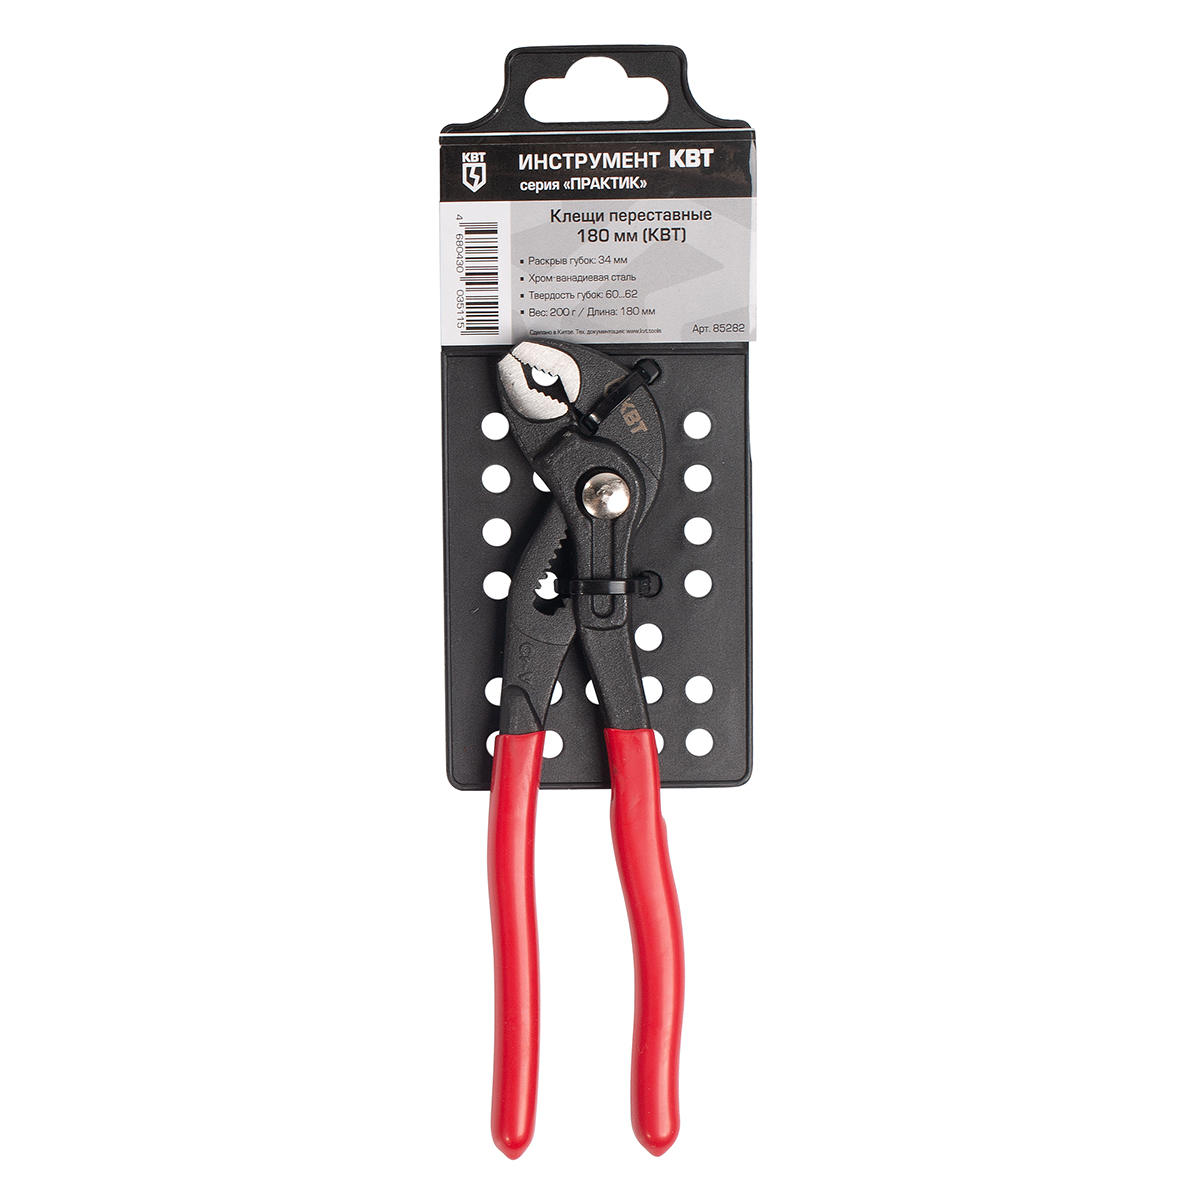 КВТ
ИНСТРУМЕНТ КВТ
серия «ПРАКТИК»
Клещи переставные
180 мм (КВТ)
▪ Раскрыв губок: 34 мм
▪ Хром-ванадиевая сталь
▪ Твердость губок: 60...62
▪ Вес: 200 г / Длина: 180 мм
Сделано в Китае. Тех. документация: www.kvt.tools
Арт. 85282
4 680430 035115
КВТ
CR-V